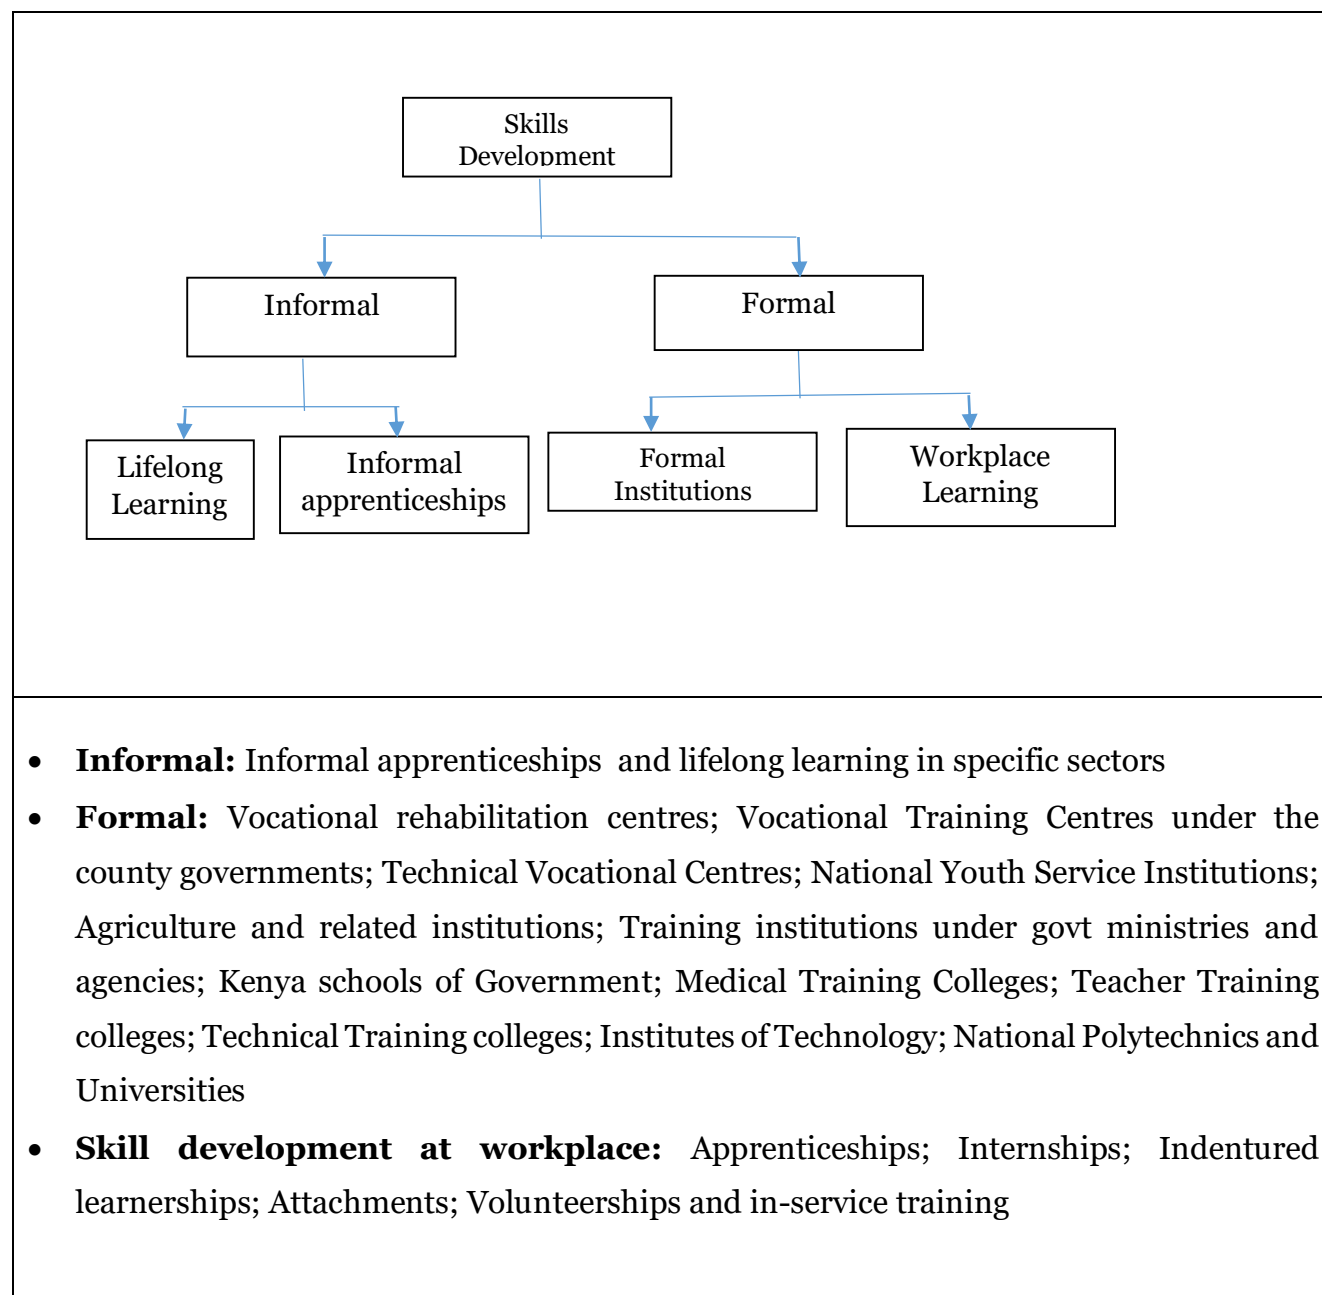 Skills
Development
Informal
Formal
Lifelong
Learning
Informal
apprenticeships
Formal
Institutions
Workplace
Learning
• Informal: Informal apprenticeships and lifelong learning in specific sectors
• Formal: Vocational rehabilitation centres; Vocational Training Centres under the
county governments; Technical Vocational Centres; National Youth Service Institutions;
Agriculture and related institutions; Training institutions under govt ministries and
agencies; Kenya schools of Government; Medical Training Colleges; Teacher Training
colleges; Technical Training colleges; Institutes of Technology; National Polytechnics and
Universities
• Skill development at workplace: Apprenticeships; Internships; Indentured
learnerships; Attachments; Volunteerships and in-service training